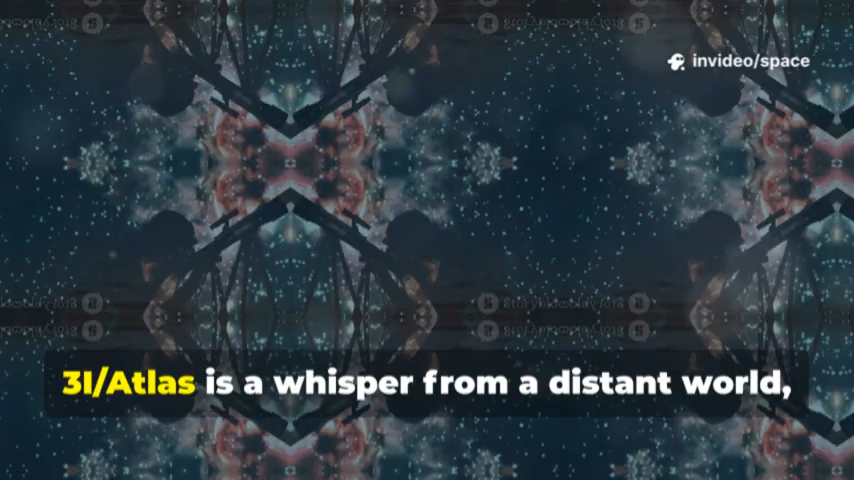 invideo/space
3I/Atlas is a whisper from a distant world,